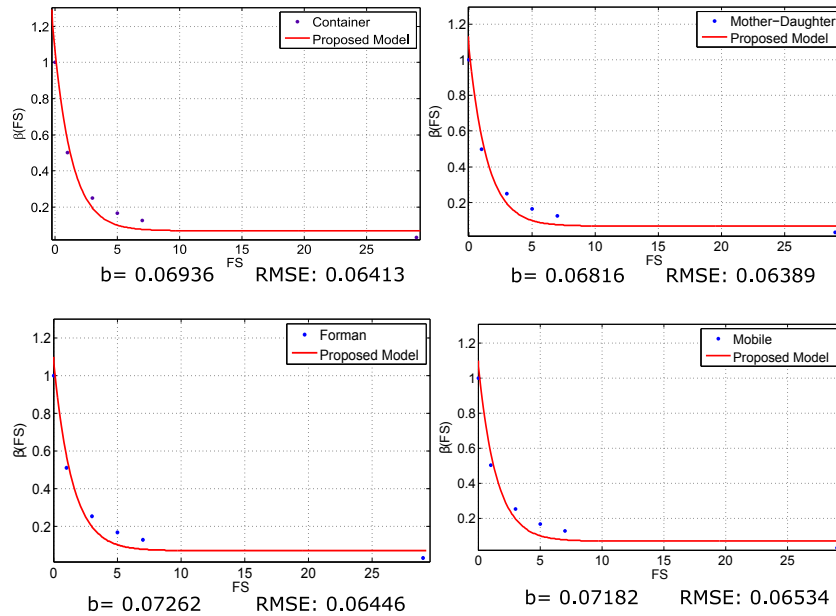 Container
Proposed Model
1.2
1
0.8
0.6
0.4
0.2
β(FS)
0 5 10 15 20 25
FS
b= 0.06936 RMSE: 0.06413
Mother-Daughter
Proposed Model
1.2
1
0.8
0.6
0.4
0.2
β(FS)
0 5 10 15 20 25
FS
b= 0.06816 RMSE: 0.06389
Forman
Proposed Model
1.2
1
0.8
0.6
0.4
0.2
β(FS)
0 5 10 15 20 25
FS
b= 0.07262 RMSE: 0.06446
Mobile
Proposed Model
1.2
1
0.8
0.6
0.4
0.2
β(FS)
0 5 10 15 20 25
FS
b= 0.07182 RMSE: 0.06534